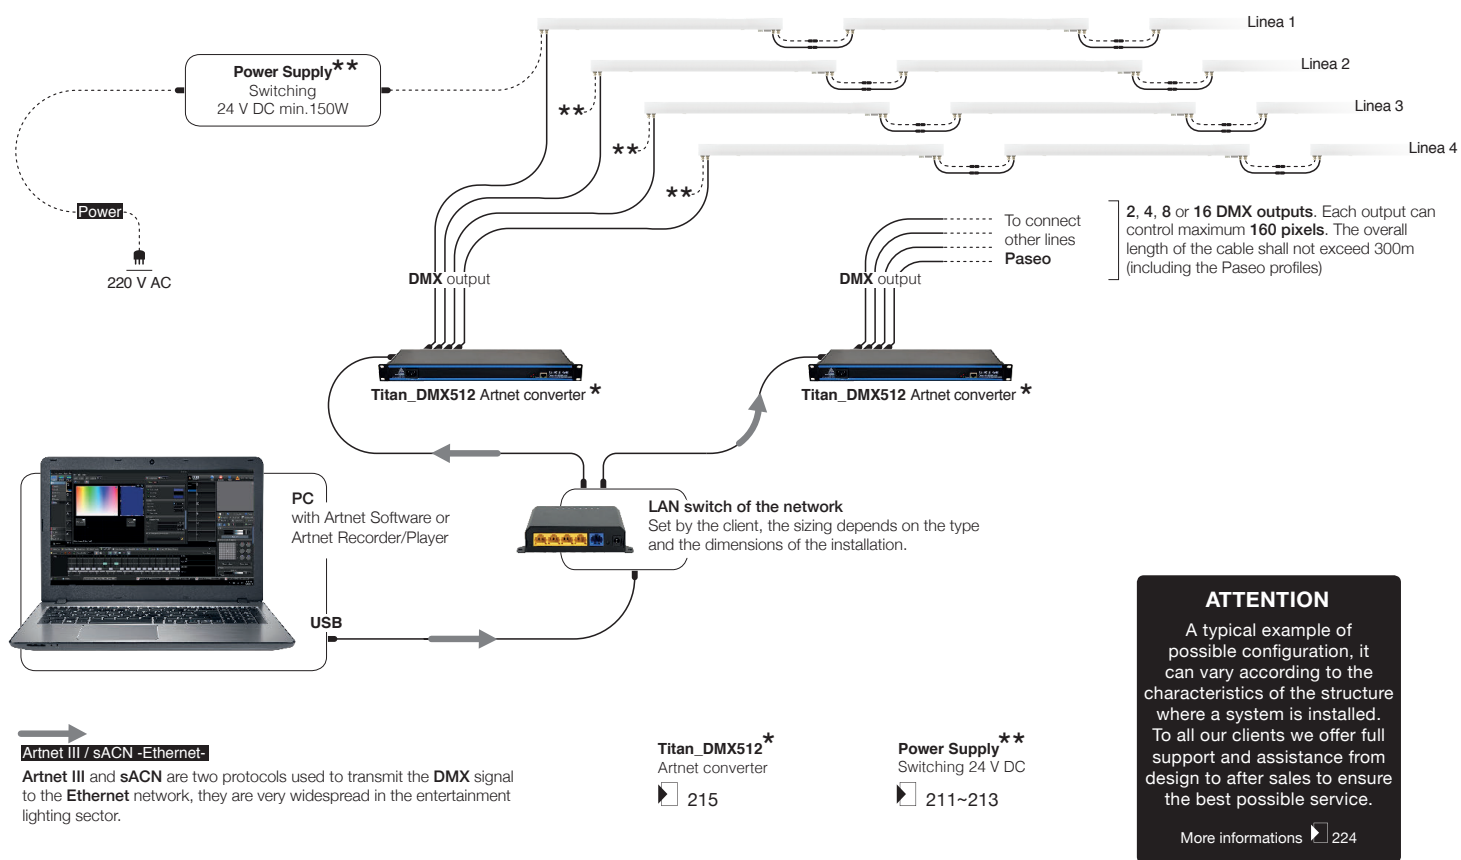 Linea 1
Linea 2
Linea 3
Linea 4
Power Supply**
Switching
24 V DC min.150W
**
**
**
Power
220 V AC
To connect
other lines
Paseo
2, 4, 8 or 16 DMX outputs. Each output can
control maximum 160 pixels. The overall
length of the cable shall not exceed 300m
(including the Paseo profiles)
DMX output
DMX output
Titan_DMX512 Artnet converter *
Titan_DMX512 Artnet converter *
PC
with Artnet Software or
Artnet Recorder/Player
USB
LAN switch of the network
Set by the client, the sizing depends on the type
and the dimensions of the installation.
Artnet III / sACN -Ethernet-
Artnet III and sACN are two protocols used to transmit the DMX signal
to the Ethernet network, they are very widespread in the entertainment
lighting sector.
Titan_DMX512*
Artnet converter
215
Power Supply**
Switching 24 V DC
211~213
ATTENTION
A typical example of
possible configuration, it
can vary according to the
characteristics of the structure
where a system is installed.
To all our clients we offer full
support and assistance from
design to after sales to ensure
the best possible service.
More informations 224